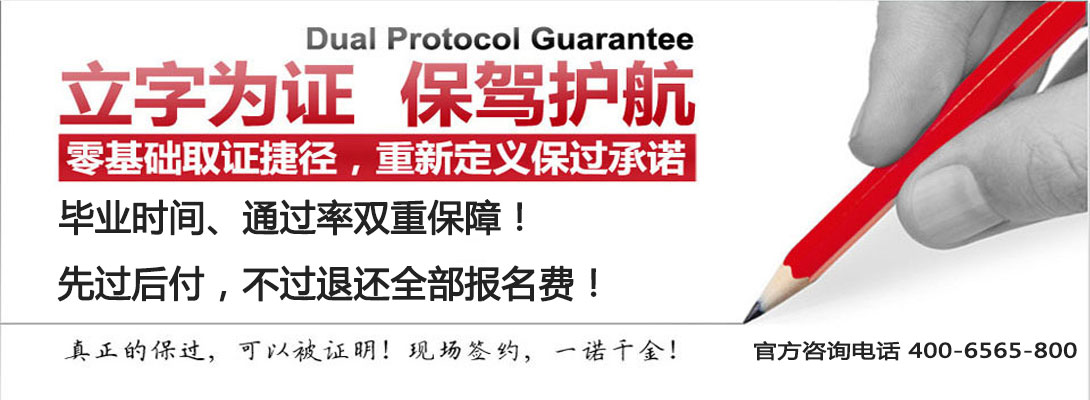 Dual Protocol Guarantee
立字为证 保驾护航
零基础取证捷径，重新定义保过承诺
毕业时间、通过率双重保障！
先过后付，不过退还全部报名费！
真正的保过，可以被证明！现场签约，一诺千金！
官方咨询电话 400-6565-800